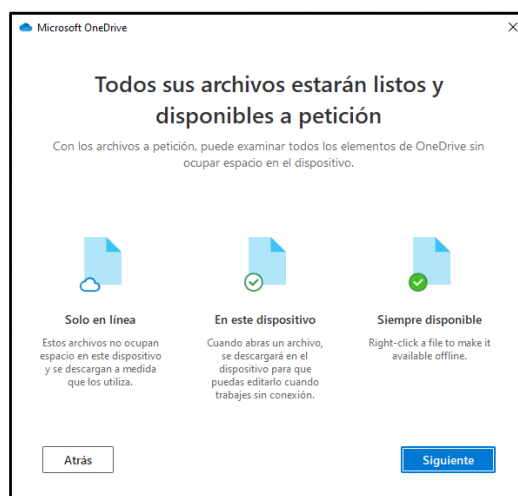 Microsoft OneDrive
Todos sus archivos estarán listos y
disponibles a petición
Con los archivos a petición, puede examinar todos los elementos de OneDrive sin
ocupar espacio en el dispositivo.
Solo en línea
Estos archivos no ocupan
espacio en este dispositivo
y se descargan a medida
que los utiliza.
En este dispositivo
Cuando abras un archivo,
se descargará en el
dispositivo para que
puedas editarlo cuando
trabajes sin conexión.
Siempre disponible
Right-click a file to make it
available offline.
Atrás
Siguiente